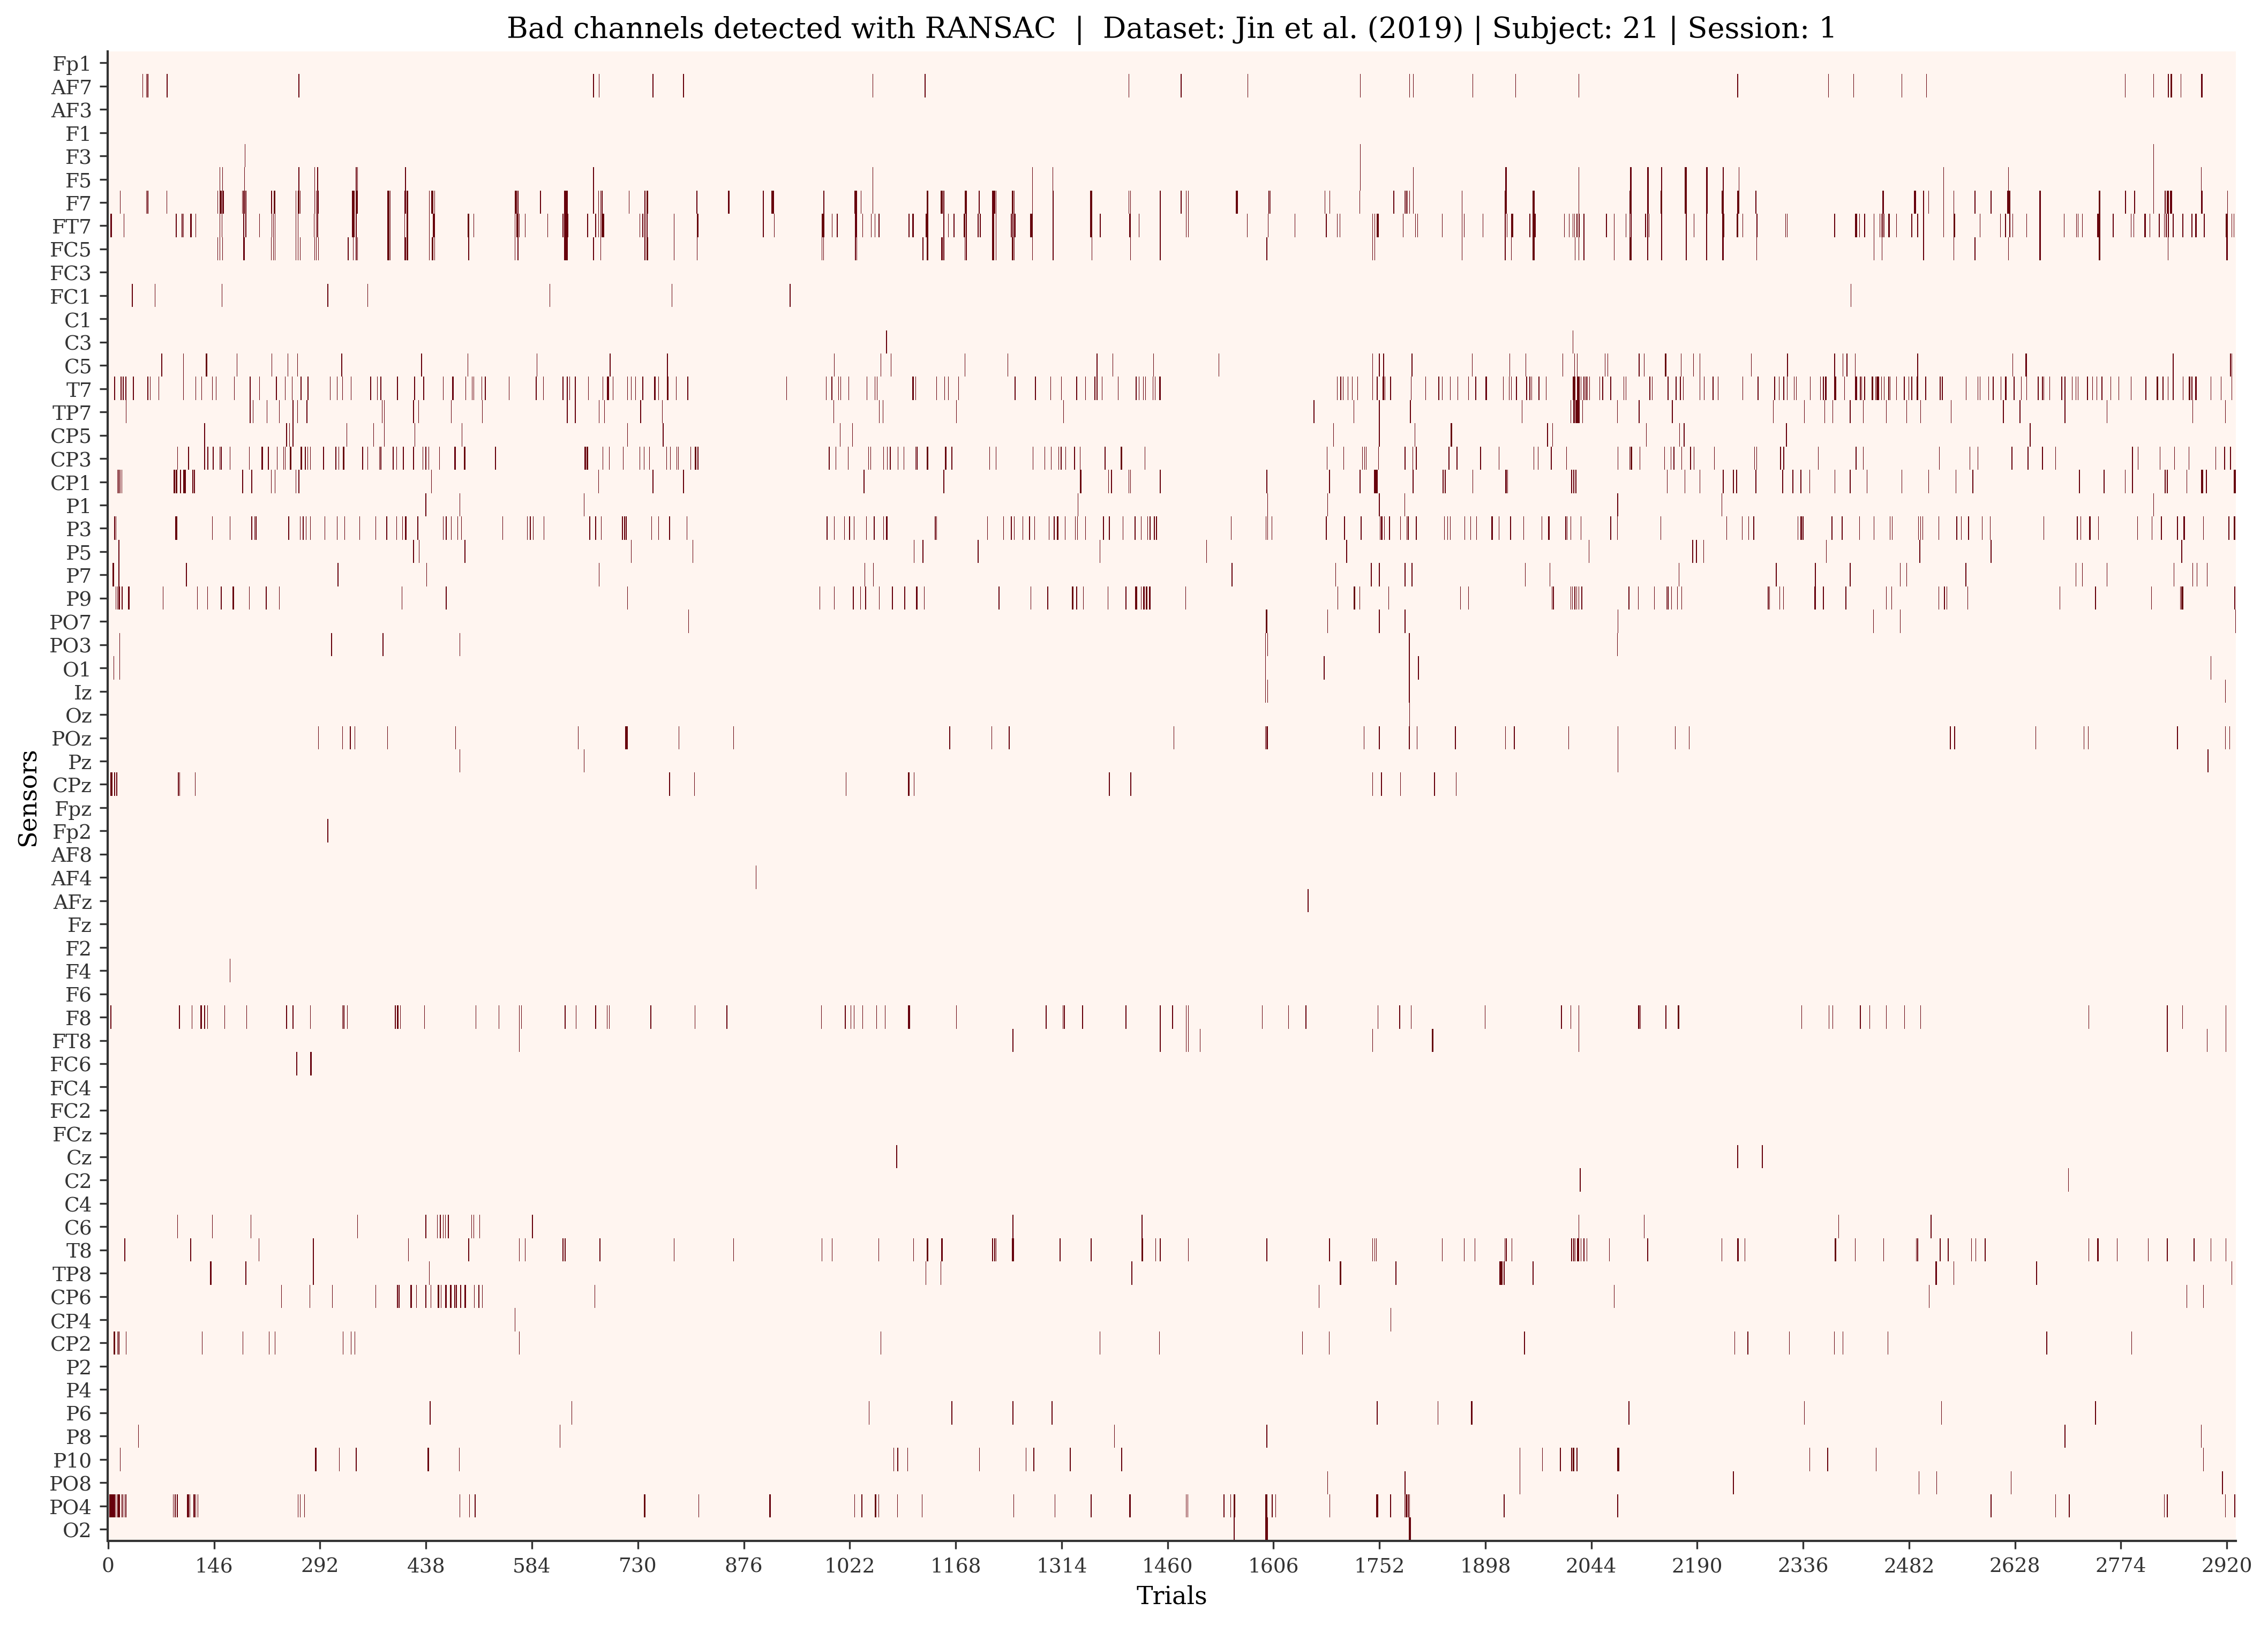 Bad channels detected with RANSAC | Dataset: Jin et al. (2019) | Subject: 21 | Session: 1
Fp1
AF7
AF3
F1
F3
F5
F7
FT7
FC5
FC3
FC1
C1
C3
C5
T7
TP7
CP5
CP3
CP1
P1
P3
P5
P7
P9
PO7
PO3
O1
Iz
Oz
POz
Pz
CPz
Fpz
Fp2
AF8
AF4
AFz
Fz
F2
F4
F6
F8
FT8
FC6
FC4
FC2
FCz
Cz
C2
C4
C6
T8
TP8
CP6
CP4
CP2
P2
P4
P6
P8
P10
PO8
PO4
O2
Sensors
0 146 292 438 584 730 876 1022 1168 1314 1460 1606 1752 1898 2044 2190 2336 2482 2628 2774 2920
Trials